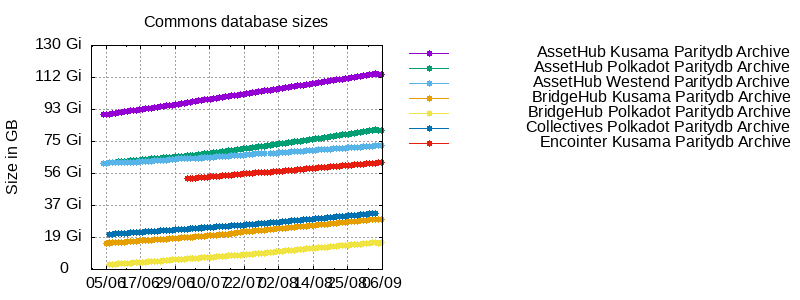 Commons database sizes
Size in GB
130 Gi
112 Gi
93 Gi
75 Gi
56 Gi
37 Gi
19 Gi
0
05/06 17/06 29/06 10/07 22/07 02/08 14/08 25/08 06/09
AssetHub Kusama Paritydb Archive
AssetHub Polkadot Paritydb Archive
AssetHub Westend Paritydb Archive
BridgeHub Kusama Paritydb Archive
BridgeHub Polkadot Paritydb Archive
Collectives Polkadot Paritydb Archive
Encointer Kusama Paritydb Archive